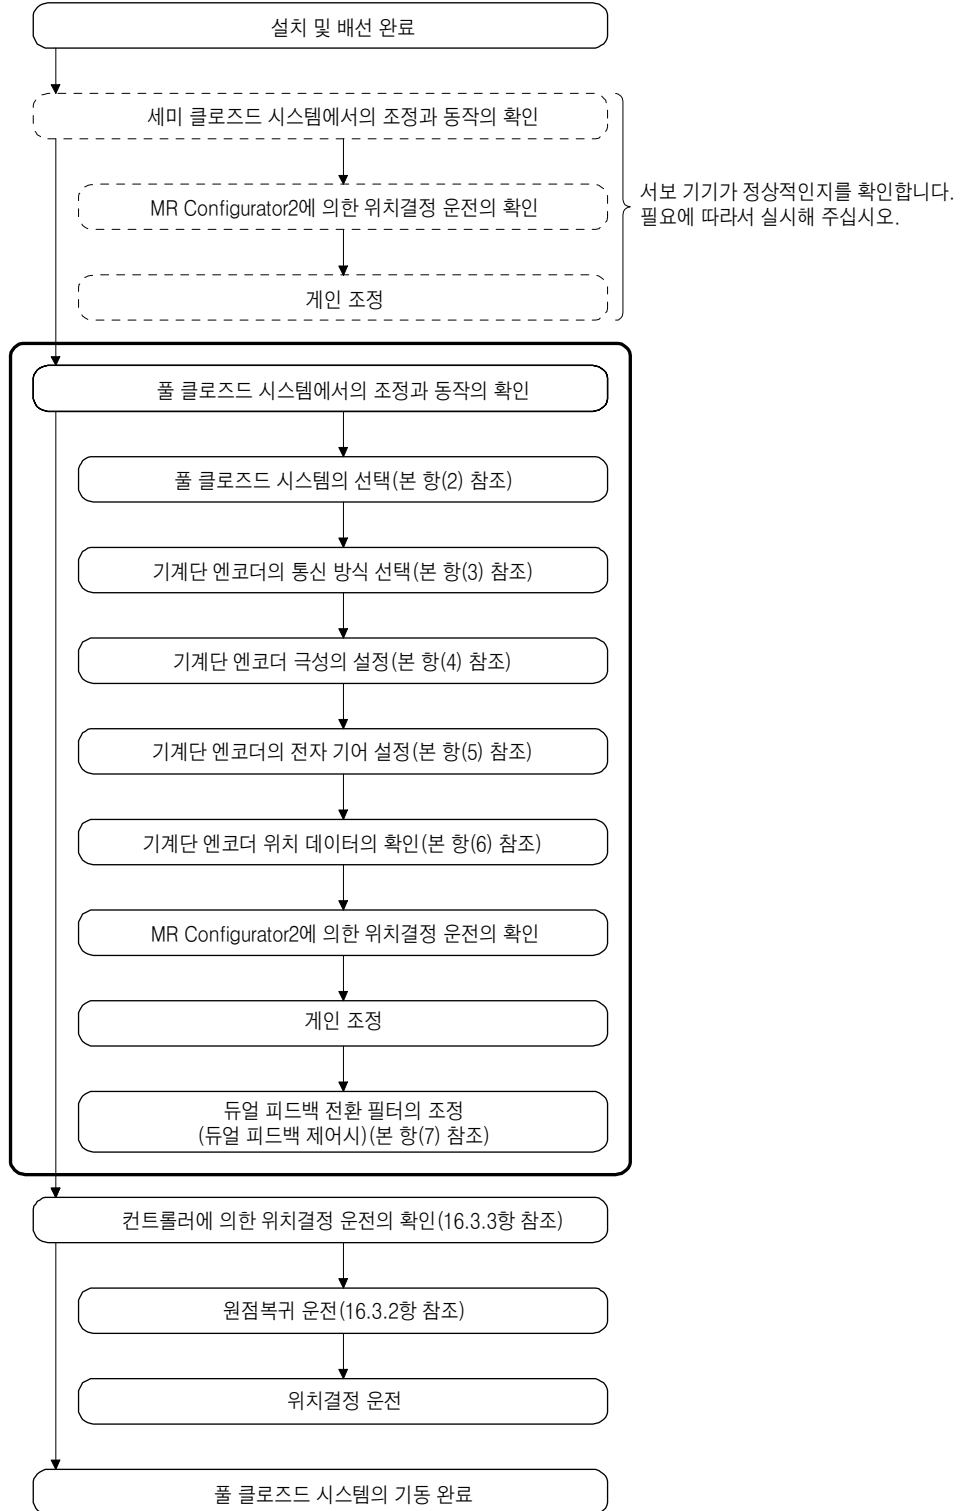 설치 및 배선 완료
세미 클로즈드 시스템에서의 조정과 동작의 확인
MR Configurator2에 의한 위치결정 운전의 확인
게인 조정
서보 기기가 정상적인지를 확인합니다.
필요에 따라서 실시해 주십시오.
풀 클로즈드 시스템에서의 조정과 동작의 확인
풀 클로즈드 시스템의 선택(본 항(2) 참조)
기계단 엔코더의 통신 방식 선택(본 항(3) 참조)
기계단 엔코더 극성의 설정(본 항(4) 참조)
기계단 엔코더의 전자 기어 설정(본 항(5) 참조)
기계단 엔코더 위치 데이터의 확인(본 항(6) 참조)
MR Configurator2에 의한 위치결정 운전의 확인
게인 조정
듀얼 피드백 전환 필터의 조정
(듀얼 피드백 제어시)(본 항(7) 참조)
컨트롤러에 의한 위치결정 운전의 확인(16.3.3항 참조)
원점복귀 운전(16.3.2항 참조)
위치결정 운전
풀 클로즈드 시스템의 기동 완료